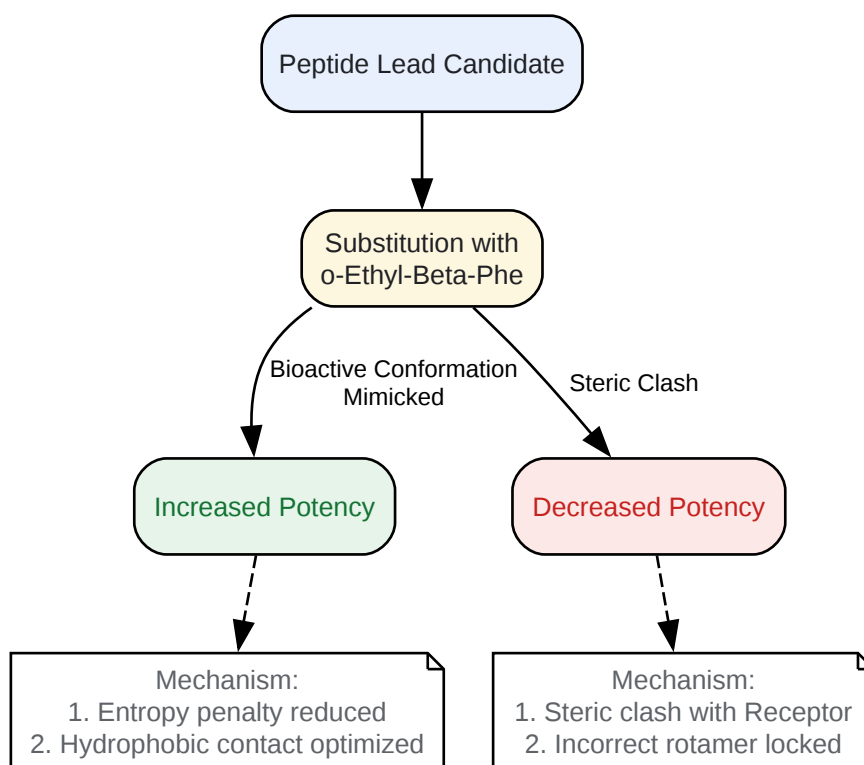 Peptide Lead Candidate
Substitution with
o-Ethyl-Beta-Phe
Bioactive Conformation
Mimicked
Steric Clash
Increased Potency
Decreased Potency
Mechanism:
1. Entropy penalty reduced
2. Hydrophobic contact optimized
Mechanism:
1. Steric clash with Receptor
2. Incorrect rotamer locked